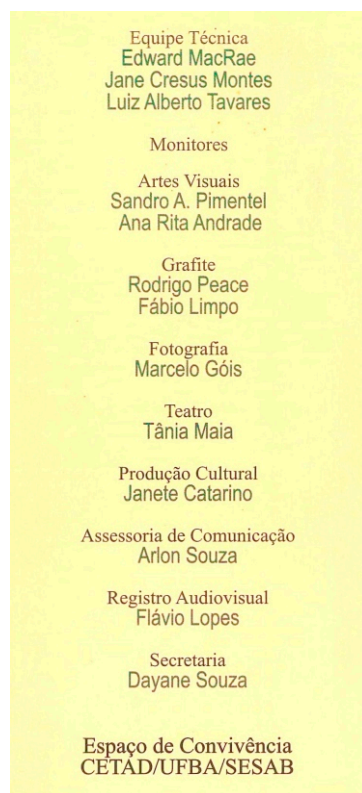 Equipe Técnica
Edward MacRae
Jane Cresus Montes
Luiz Alberto Tavares
Monitores
Artes Visuais
Sandro A. Pimentel
Ana Rita Andrade
Grafite
Rodrigo Peace
Fábio Limpo
Fotografia
Marcelo Góis
Teatro
Tânia Maia
Produção Cultural
Janete Catarino
Assessoria de Comunicação
Arlon Souza
Registro Audiovisual
Flávio Lopes
Secretaria
Dayane Souza
Espaço de Convivência
CETAD/UFBA/SESAB